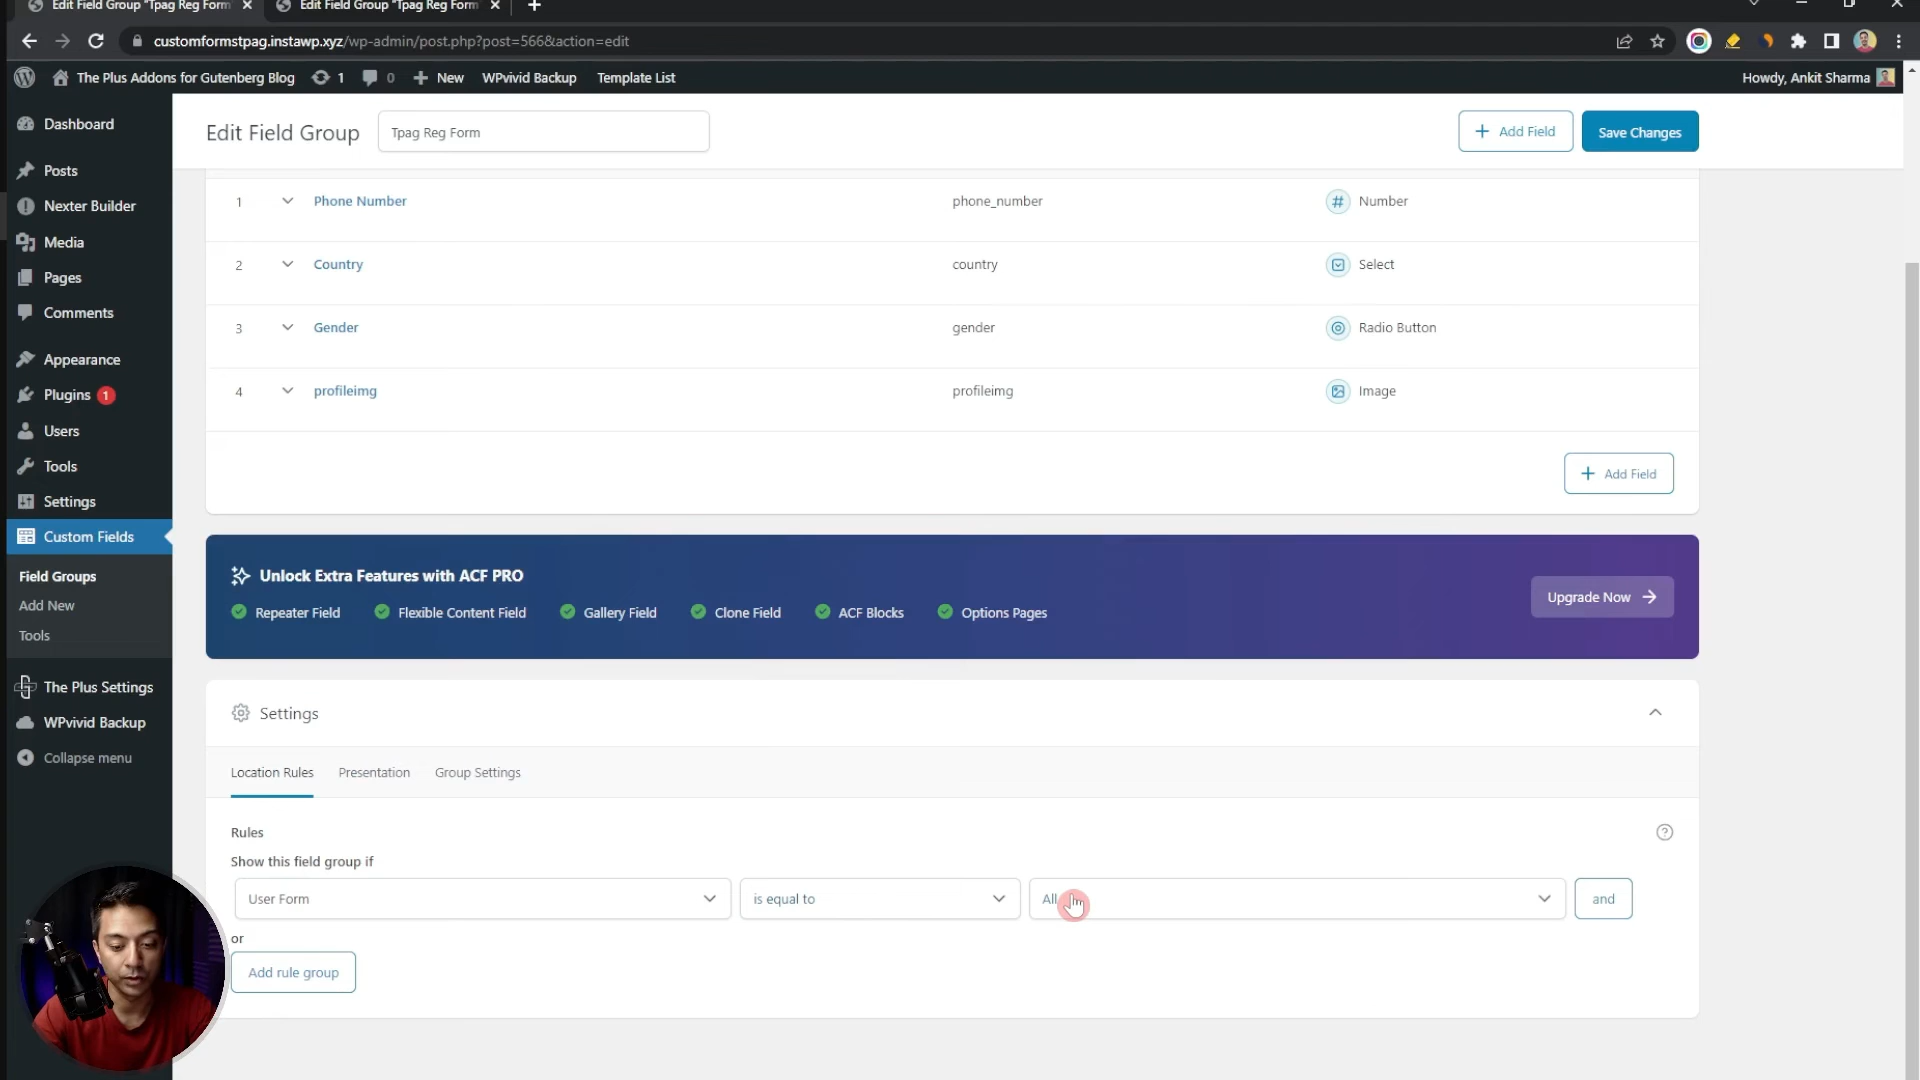 Edit Field Group "Tpag Reg Form"
Edit Field Group "Tpag Reg Form"
customformstpag.instawp.xyz/wp-admin/post.php?post=566&action=edit
The Plus Addons for Gutenberg Blog 1 0 New WPvivid Backup Template List Howdy, Ankit Sharma
Dashboard
Posts
Nexter Builder
Media
Pages
Comments
Appearance
Plugins 1
Users
Tools
Settings
Custom Fields
Field Groups
Add New
Tools
The Plus Settings
WPvivid Backup
Collapse menu
Edit Field Group Tpag Reg Form + Add Field Save Changes
1 Phone Number phone_number # Number
2 Country country Select
3 Gender gender Radio Button
4 profileimg profileimg Image
+ Add Field
Unlock Extra Features with ACF PRO
Repeater Field Flexible Content Field Gallery Field Clone Field ACF Blocks Options Pages
Upgrade Now
Settings
Location Rules Presentation Group Settings
Rules
Show this field group if
User Form is equal to All and
or
Add rule group